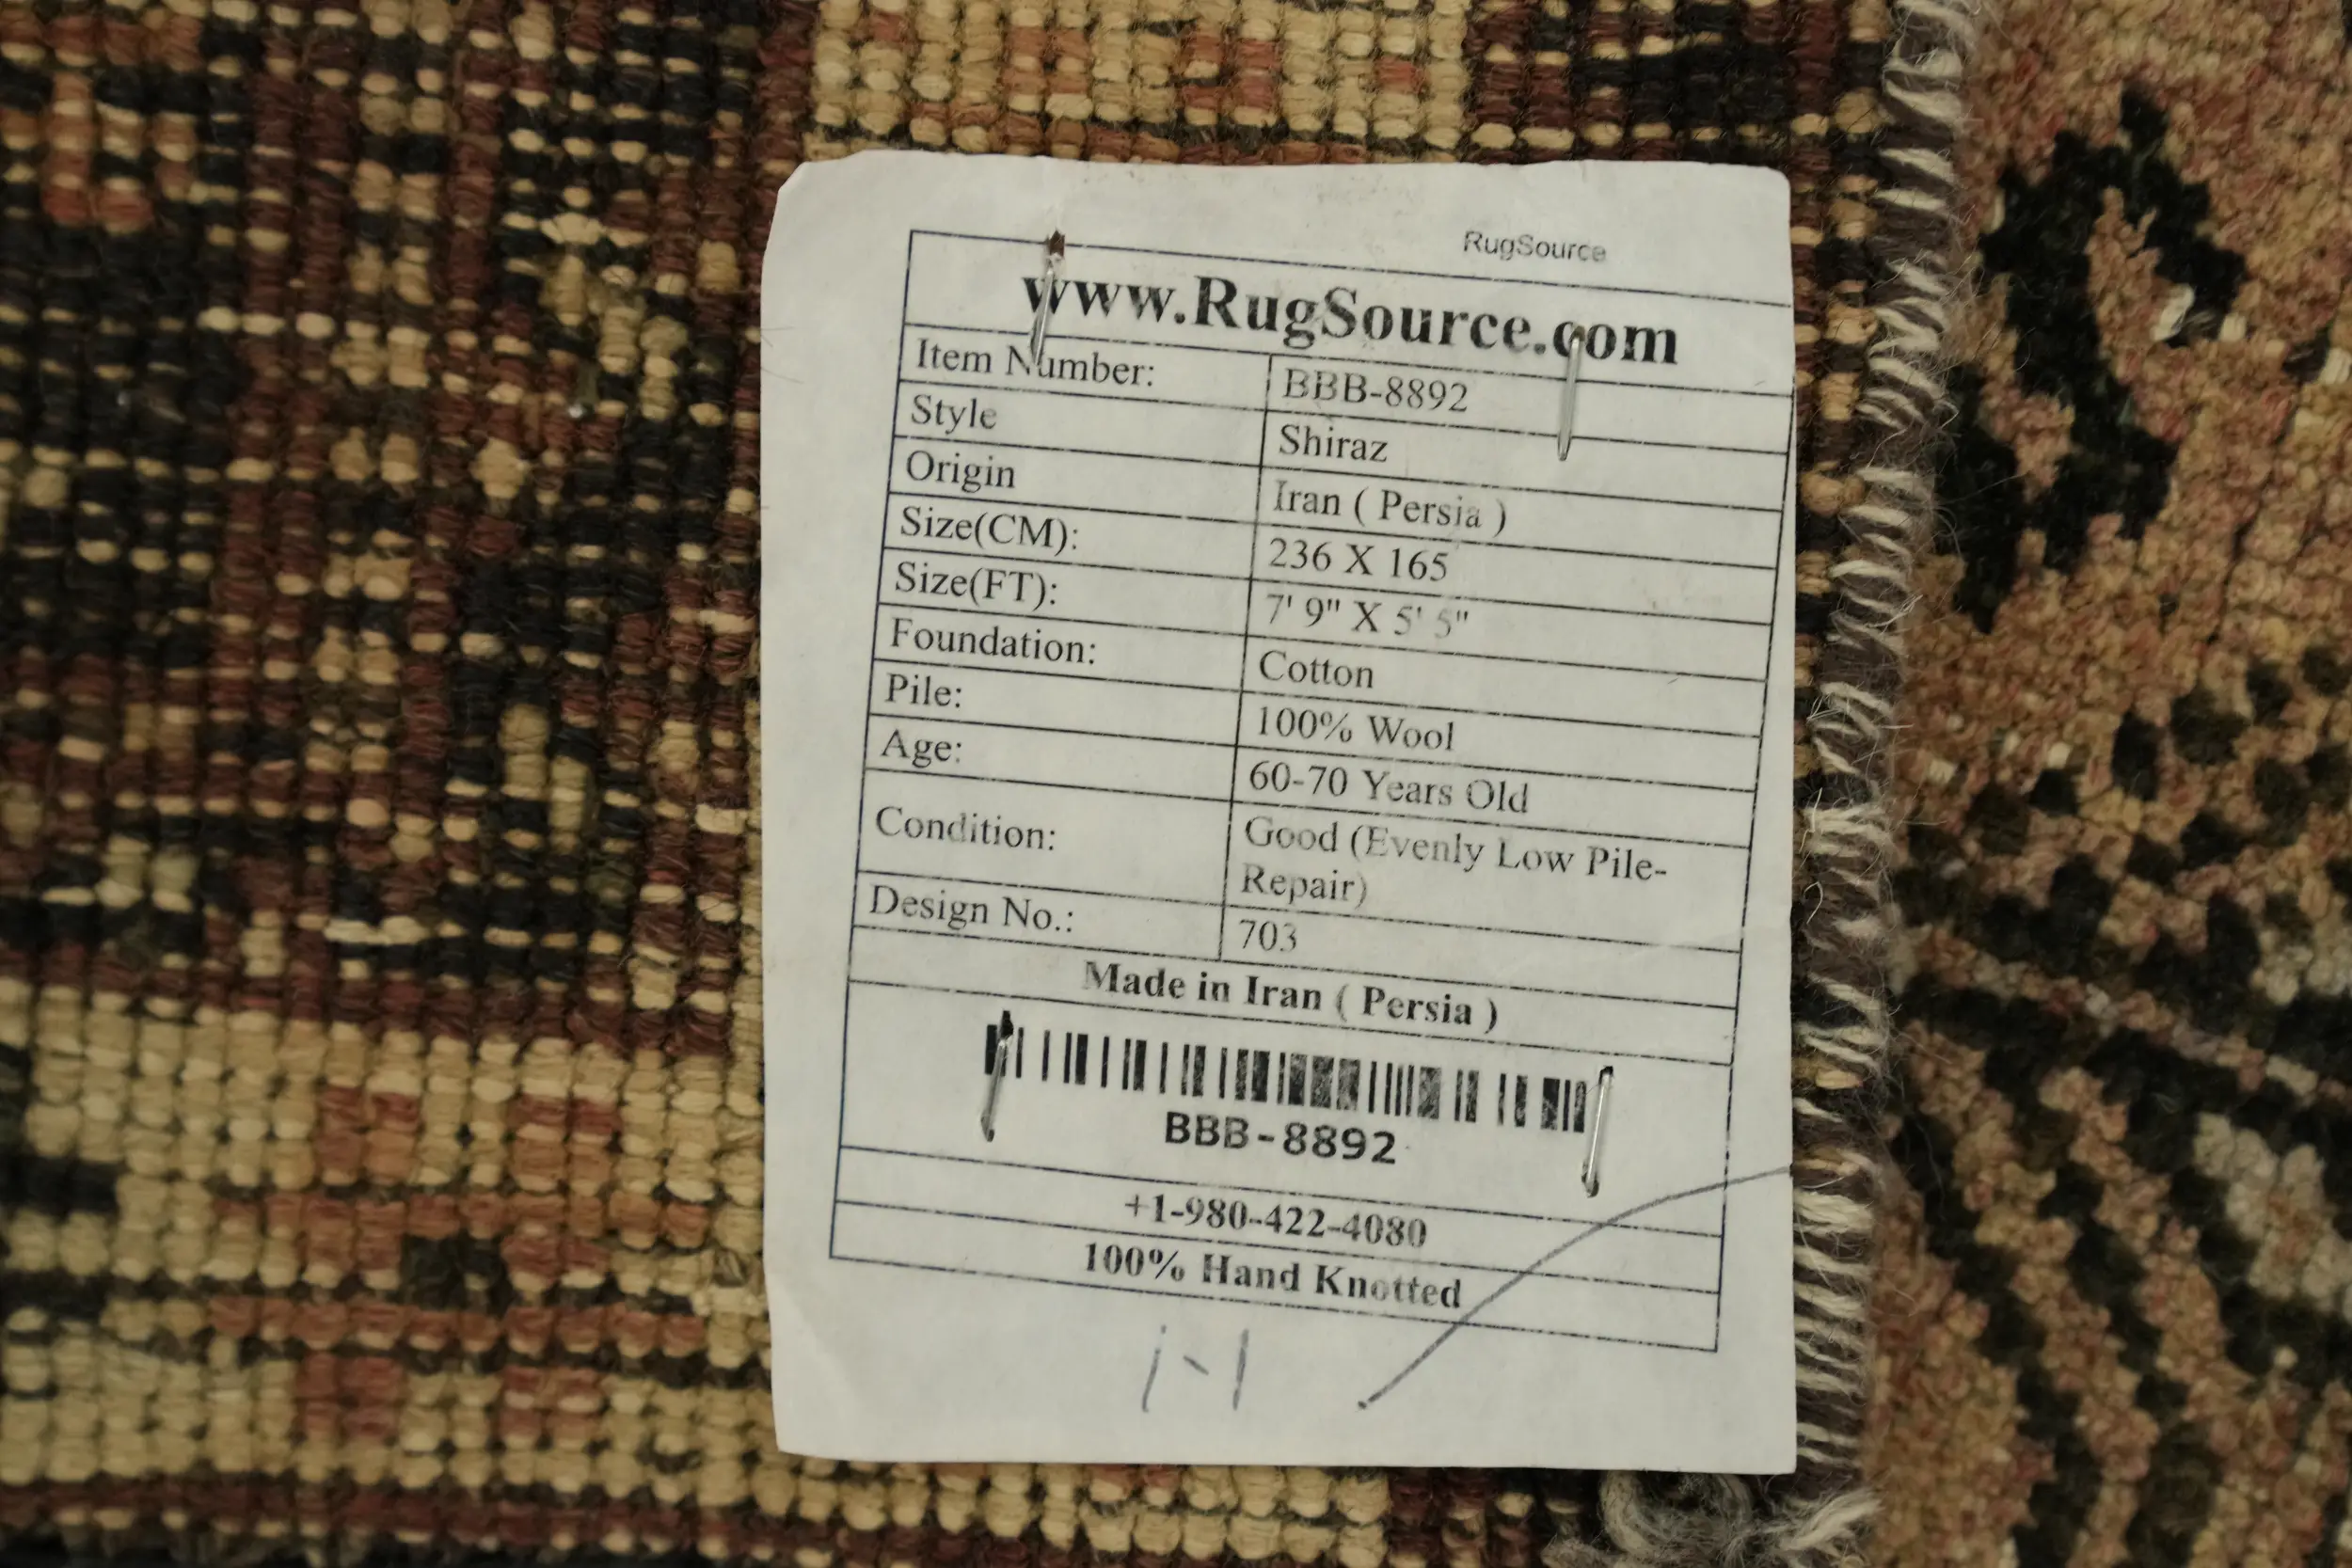 RugSource
www.RugSource.com
Item Number: BBB-8892
Style Shiraz
Origin Iran ( Persia )
Size(CM): 236 X 165
Size(FT): 7' 9" X 5' 5"
Foundation: Cotton
Pile: 100% Wool
Age: 60-70 Years Old
Condition: Good (Evenly Low Pile-
Repair)
Design No.: 703
Made in Iran ( Persia )
BBB-8892
+1-980-422-4080
100% Hand Knotted